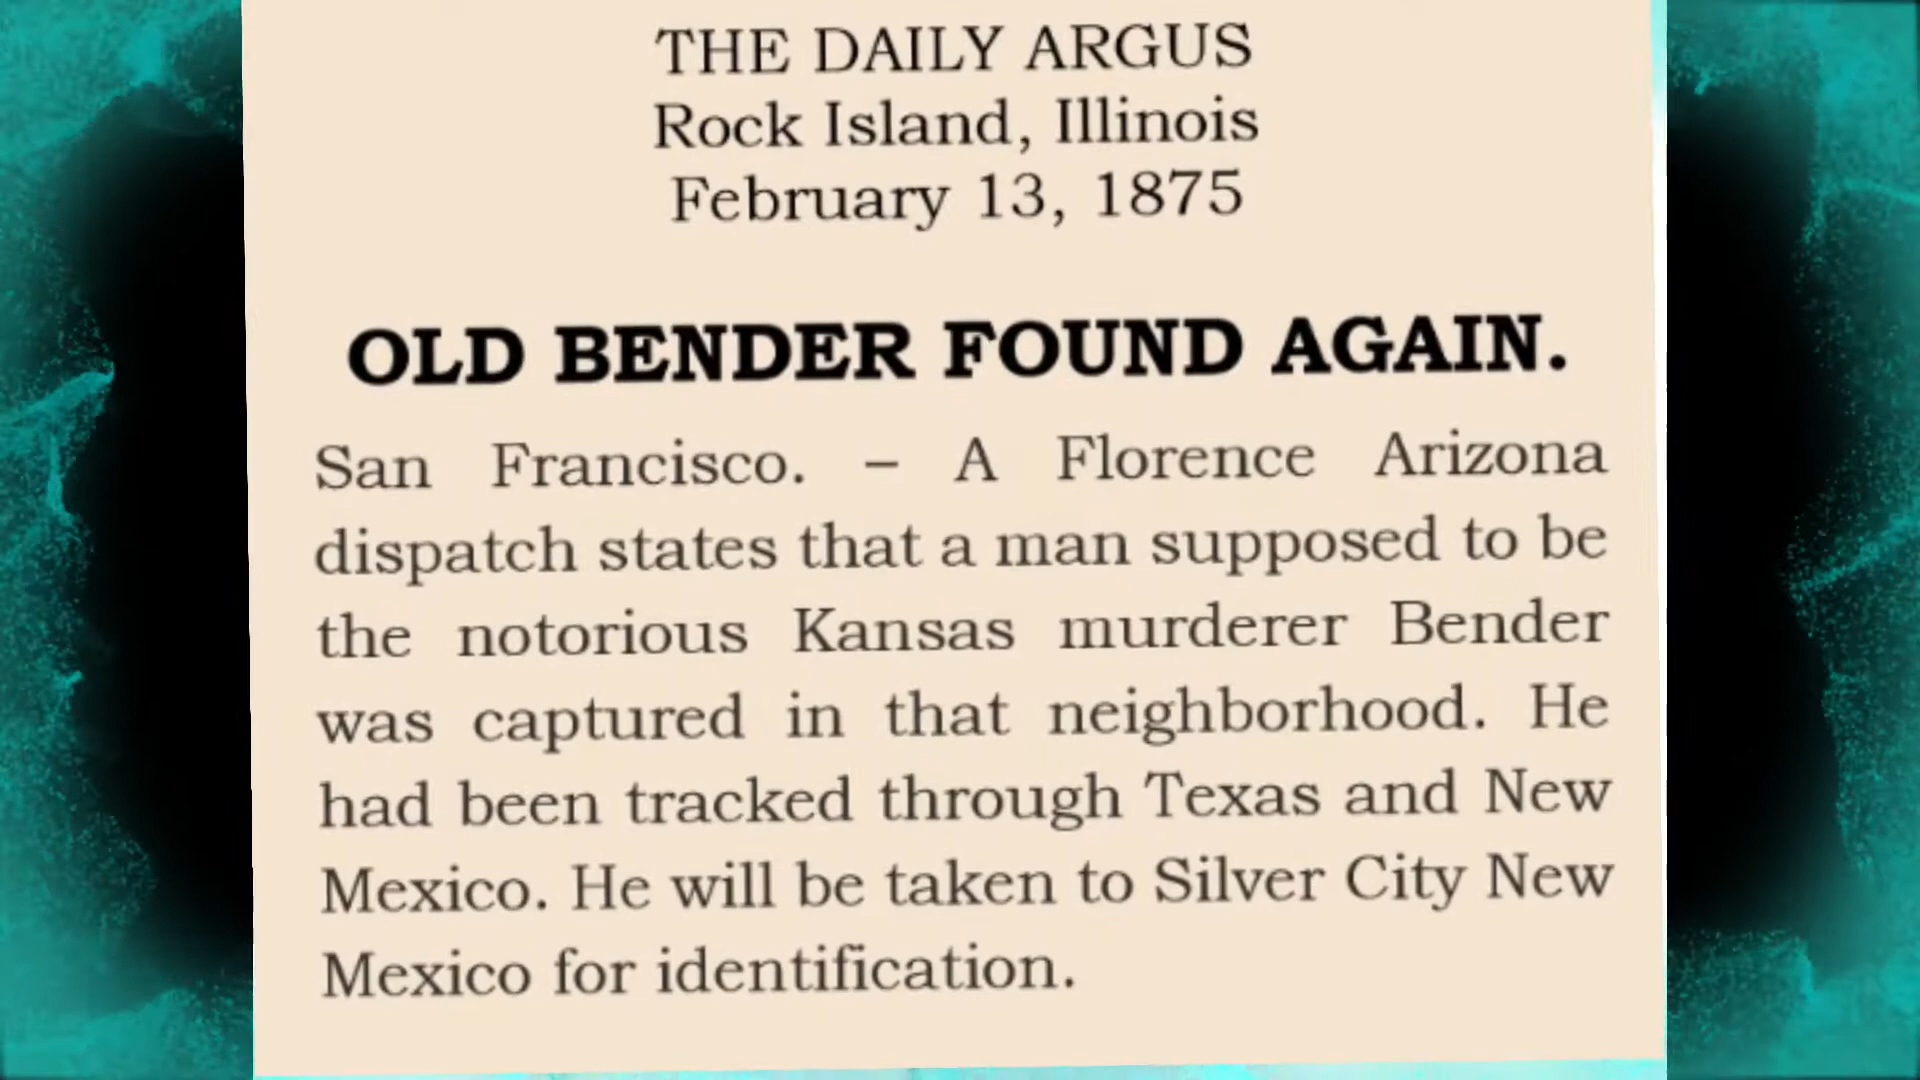 THE DAILY ARGUS
Rock Island, Illinois
February 13, 1875
OLD BENDER FOUND AGAIN.
San Francisco. – A Florence Arizona
dispatch states that a man supposed to be
the notorious Kansas murderer Bender
was captured in that neighborhood. He
had been tracked through Texas and New
Mexico. He will be taken to Silver City New
Mexico for identification.